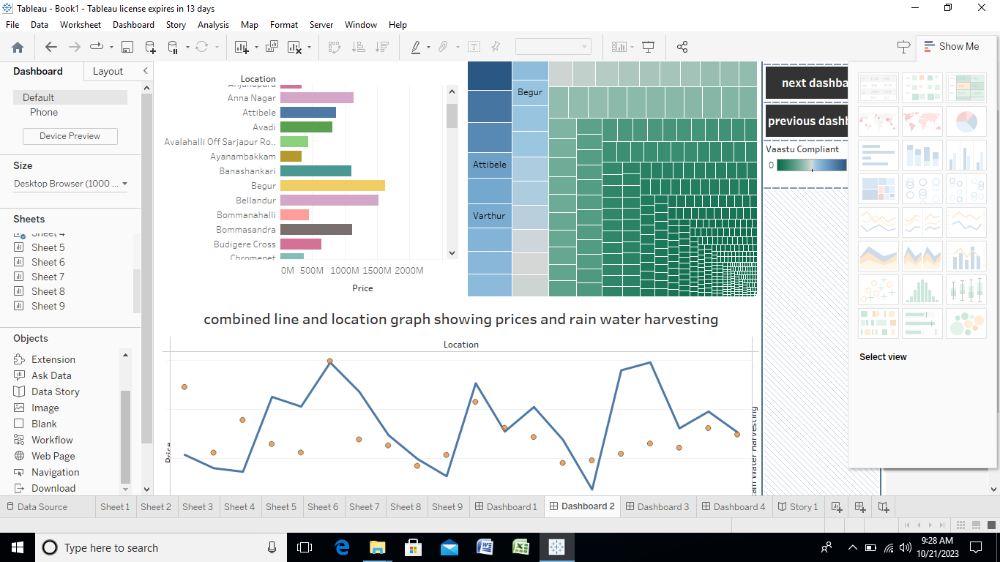 Tableau - Book1 - Tableau license expires in 13 days
File Data Worksheet Dashboard Story Analysis Map Format Server Window Help
Show Me
Dashboard Layout
Default
Phone
Device Preview
Size
Desktop Browser (1000 ...
Sheets
Sheet 4
Sheet 5
Sheet 6
Sheet 7
Sheet 8
Sheet 9
Objects
Extension
Ask Data
Data Story
Image
Blank
Workflow
Web Page
Navigation
Download
Location
Anjanapura
Anna Nagar
Attibele
Avadi
Avalahalli Off Sarjapur Ro..
Ayanambakkam
Banashankari
Begur
Bellandur
Bommanahalli
Bommasandra
Budigere Cross
Chromepet
0M 500M 1000M 1500M 2000M
Price
Begur
Attibele
Varthur
next dashba
previous dashb
Vaastu Compliant
0
Select view
combined line and location graph showing prices and rain water harvesting
Location
Price
ain Water Harvesting
Data Source Sheet 1 Sheet 2 Sheet 3 Sheet 4 Sheet 5 Sheet 6 Sheet 7 Sheet 8 Sheet 9 Dashboard 1 Dashboard 2 Dashboard 3 Dashboard 4 Story 1
Type here to search
9:28 AM
10/21/2023